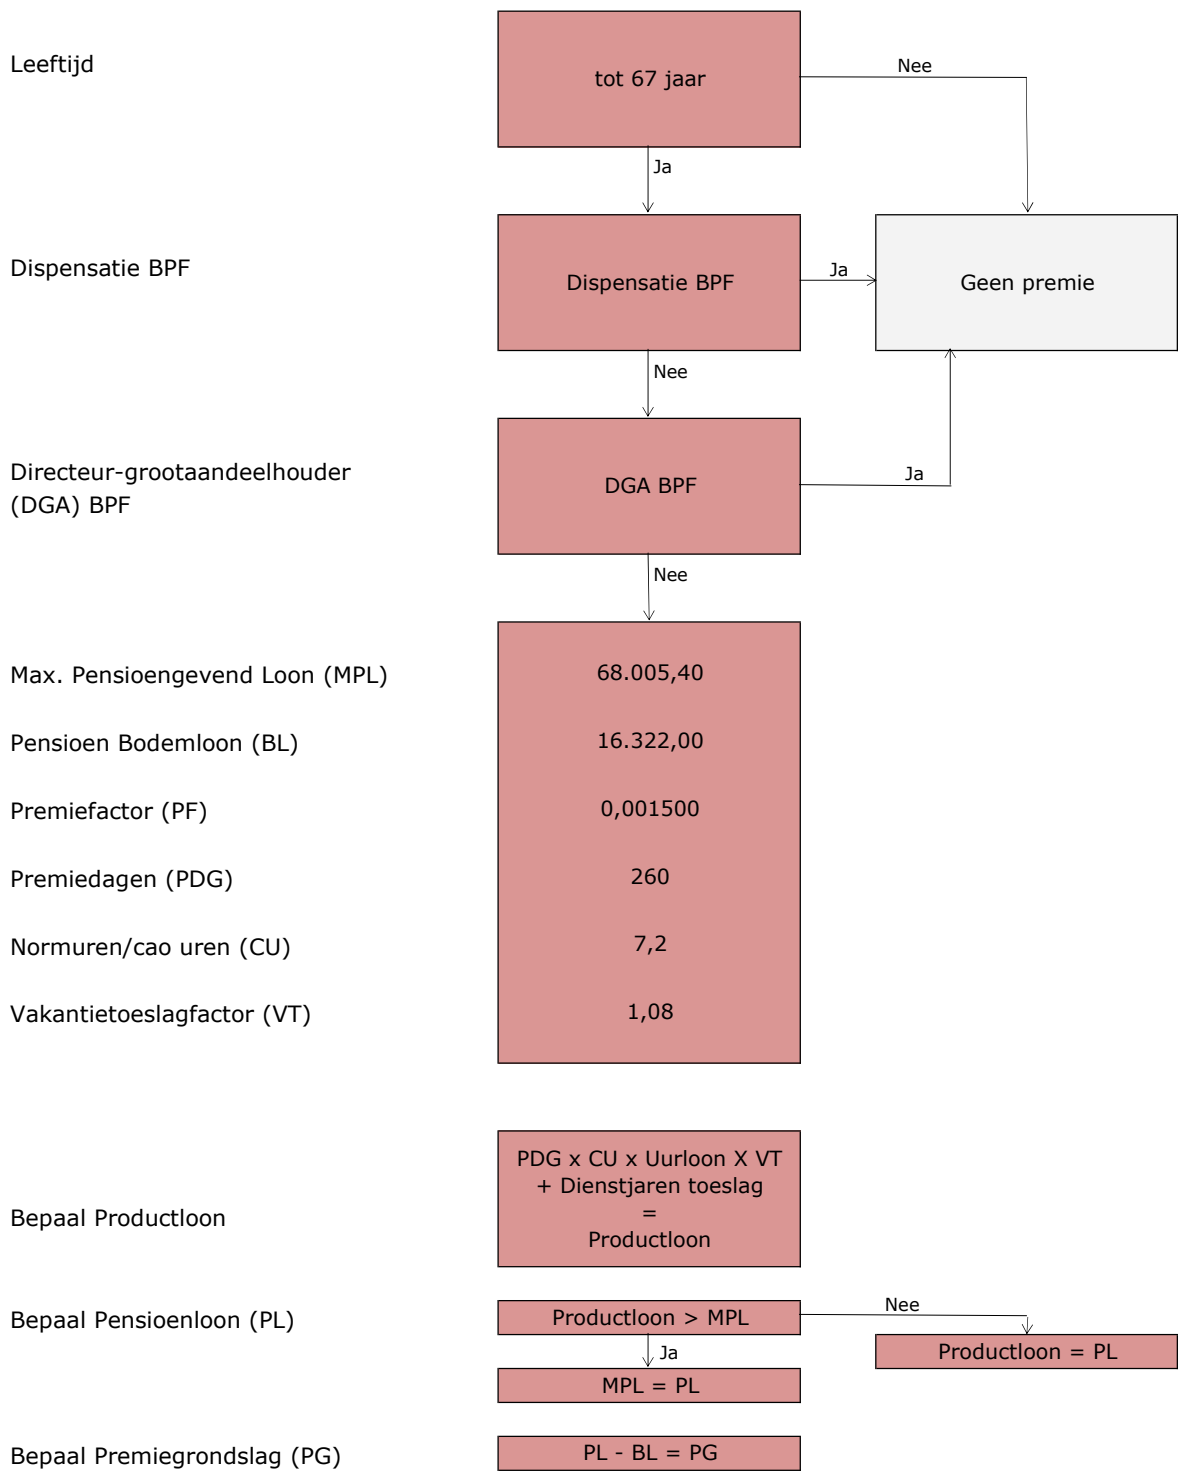 Leeftijd
tot 67 jaar
Nee
Ja
Dispensatie BPF
Dispensatie BPF
Ja
Geen premie
Nee
Directeur-grootaandeelhouder
(DGA) BPF
DGA BPF
Ja
Nee
Max. Pensioengevend Loon (MPL)
68.005,40
Pensioen Bodemloon (BL)
16.322,00
Premiefactor (PF)
0,001500
Premiedagen (PDG)
260
Normuren/cao uren (CU)
7,2
Vakantietoeslagfactor (VT)
1,08
Bepaal Productloon
PDG x CU x Uurloon X VT
+ Dienstjaren toeslag
=
Productloon
Bepaal Pensioenloon (PL)
Productloon > MPL
Nee
Ja
Productloon = PL
MPL = PL
Bepaal Premiegrondslag (PG)
PL - BL = PG